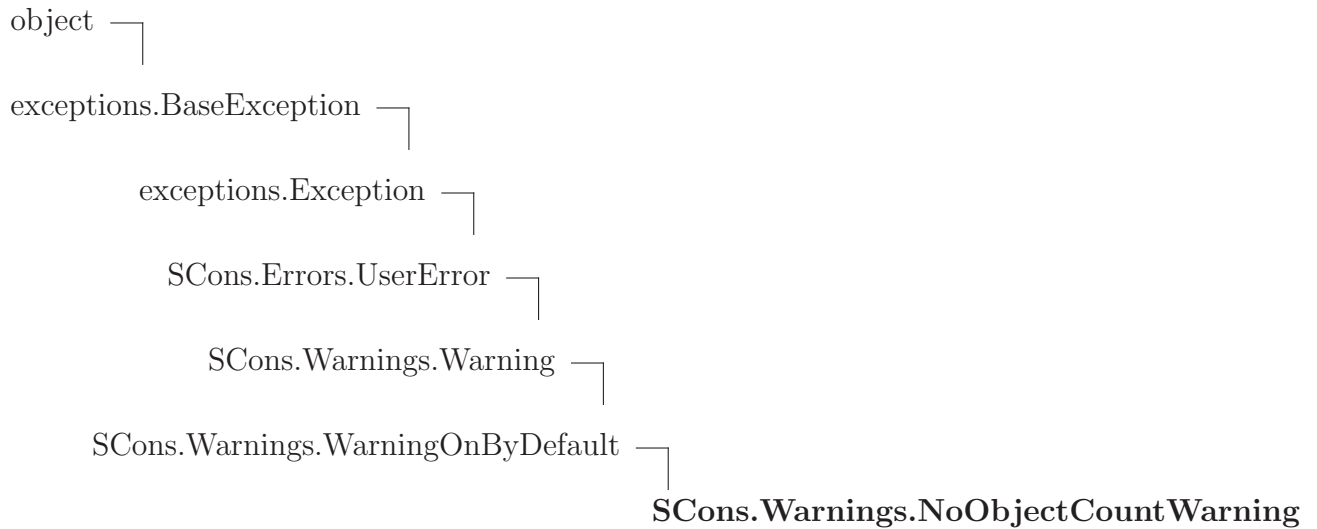 object
exceptions.BaseException
exceptions.Exception
SCons.Errors.UserError
SCons.Warnings.Warning
SCons.Warnings.WarningOnByDefault
SCons.Warnings.NoObjectCountWarning